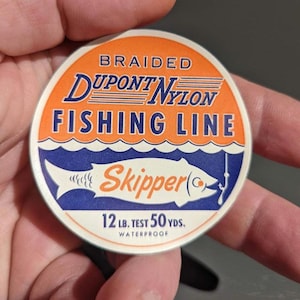 BRAIDED
DUPONT NYLON
FISHING LINE
Skipper
12 LB. TEST 50 YDS.
WATERPROOF